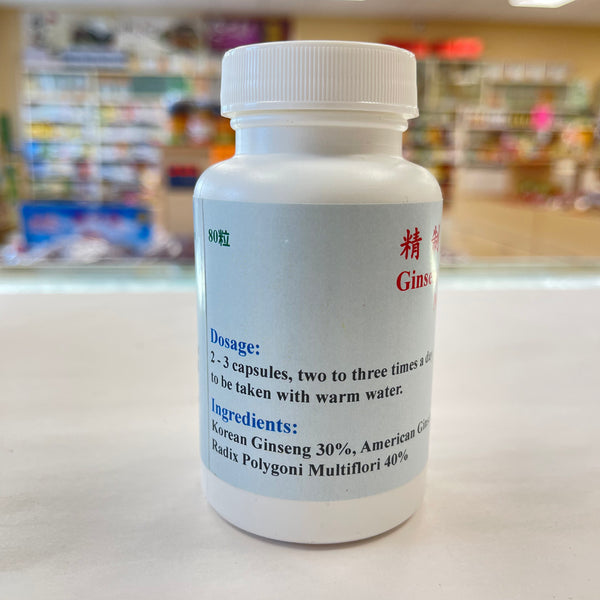 80粒
精 制
Dosage:
2 - 3 capsules, two to three times a
to be taken with warm water.
Ingredients:
Korean Ginseng 30%, American
Radix Polygoni Multiflori 40%